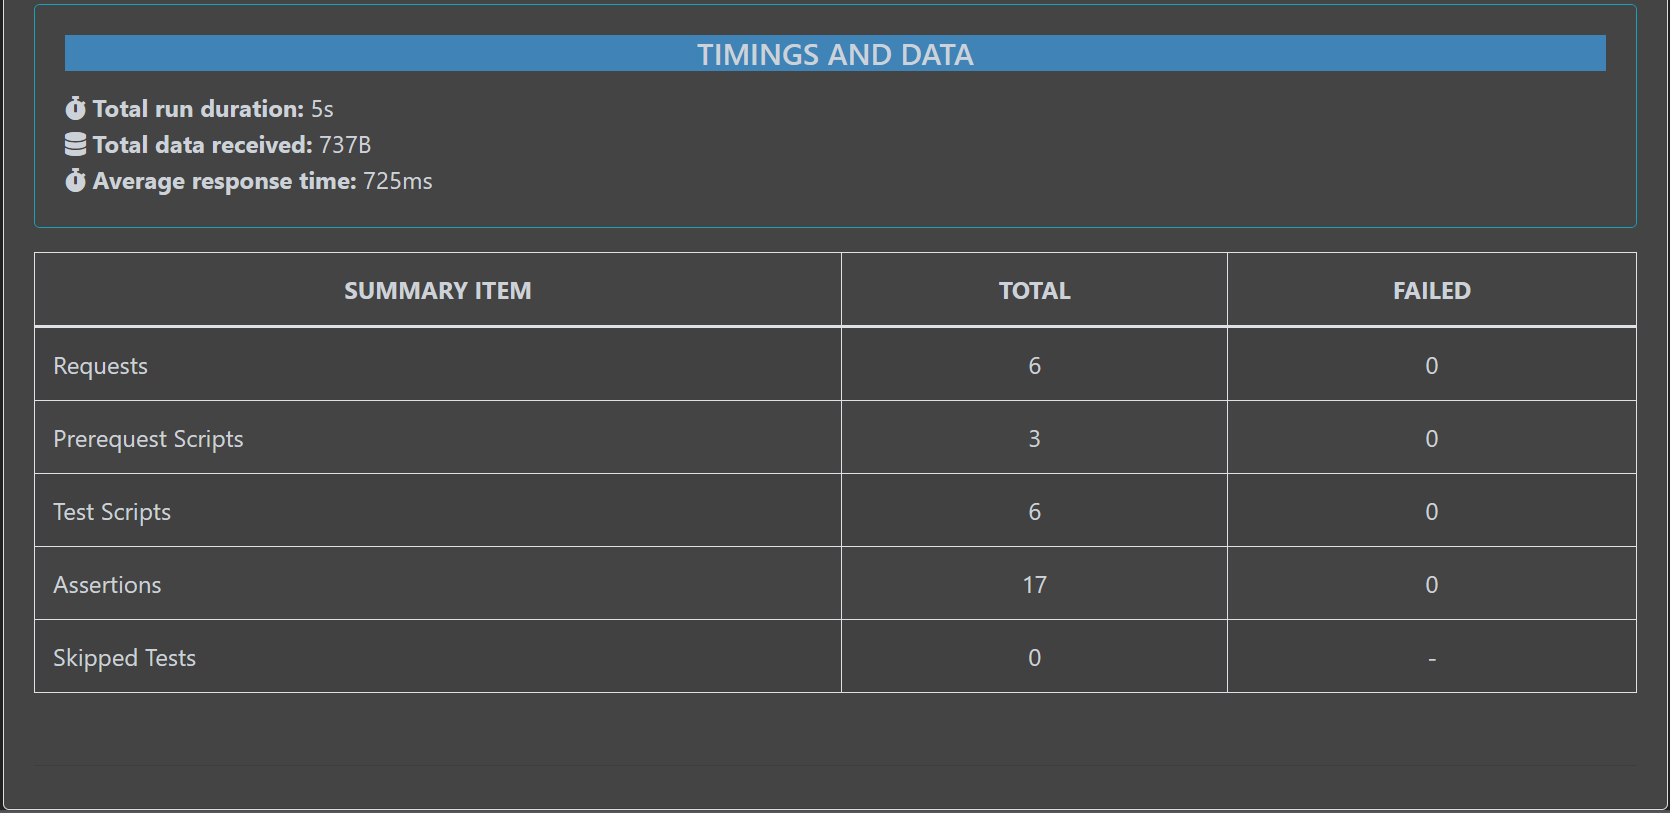 TIMINGS AND DATA
Total run duration: 5s
Total data received: 737B
Average response time: 725ms
SUMMARY ITEM TOTAL FAILED
Requests 6 0
Prerequest Scripts 3 0
Test Scripts 6 0
Assertions 17 0
Skipped Tests 0 -